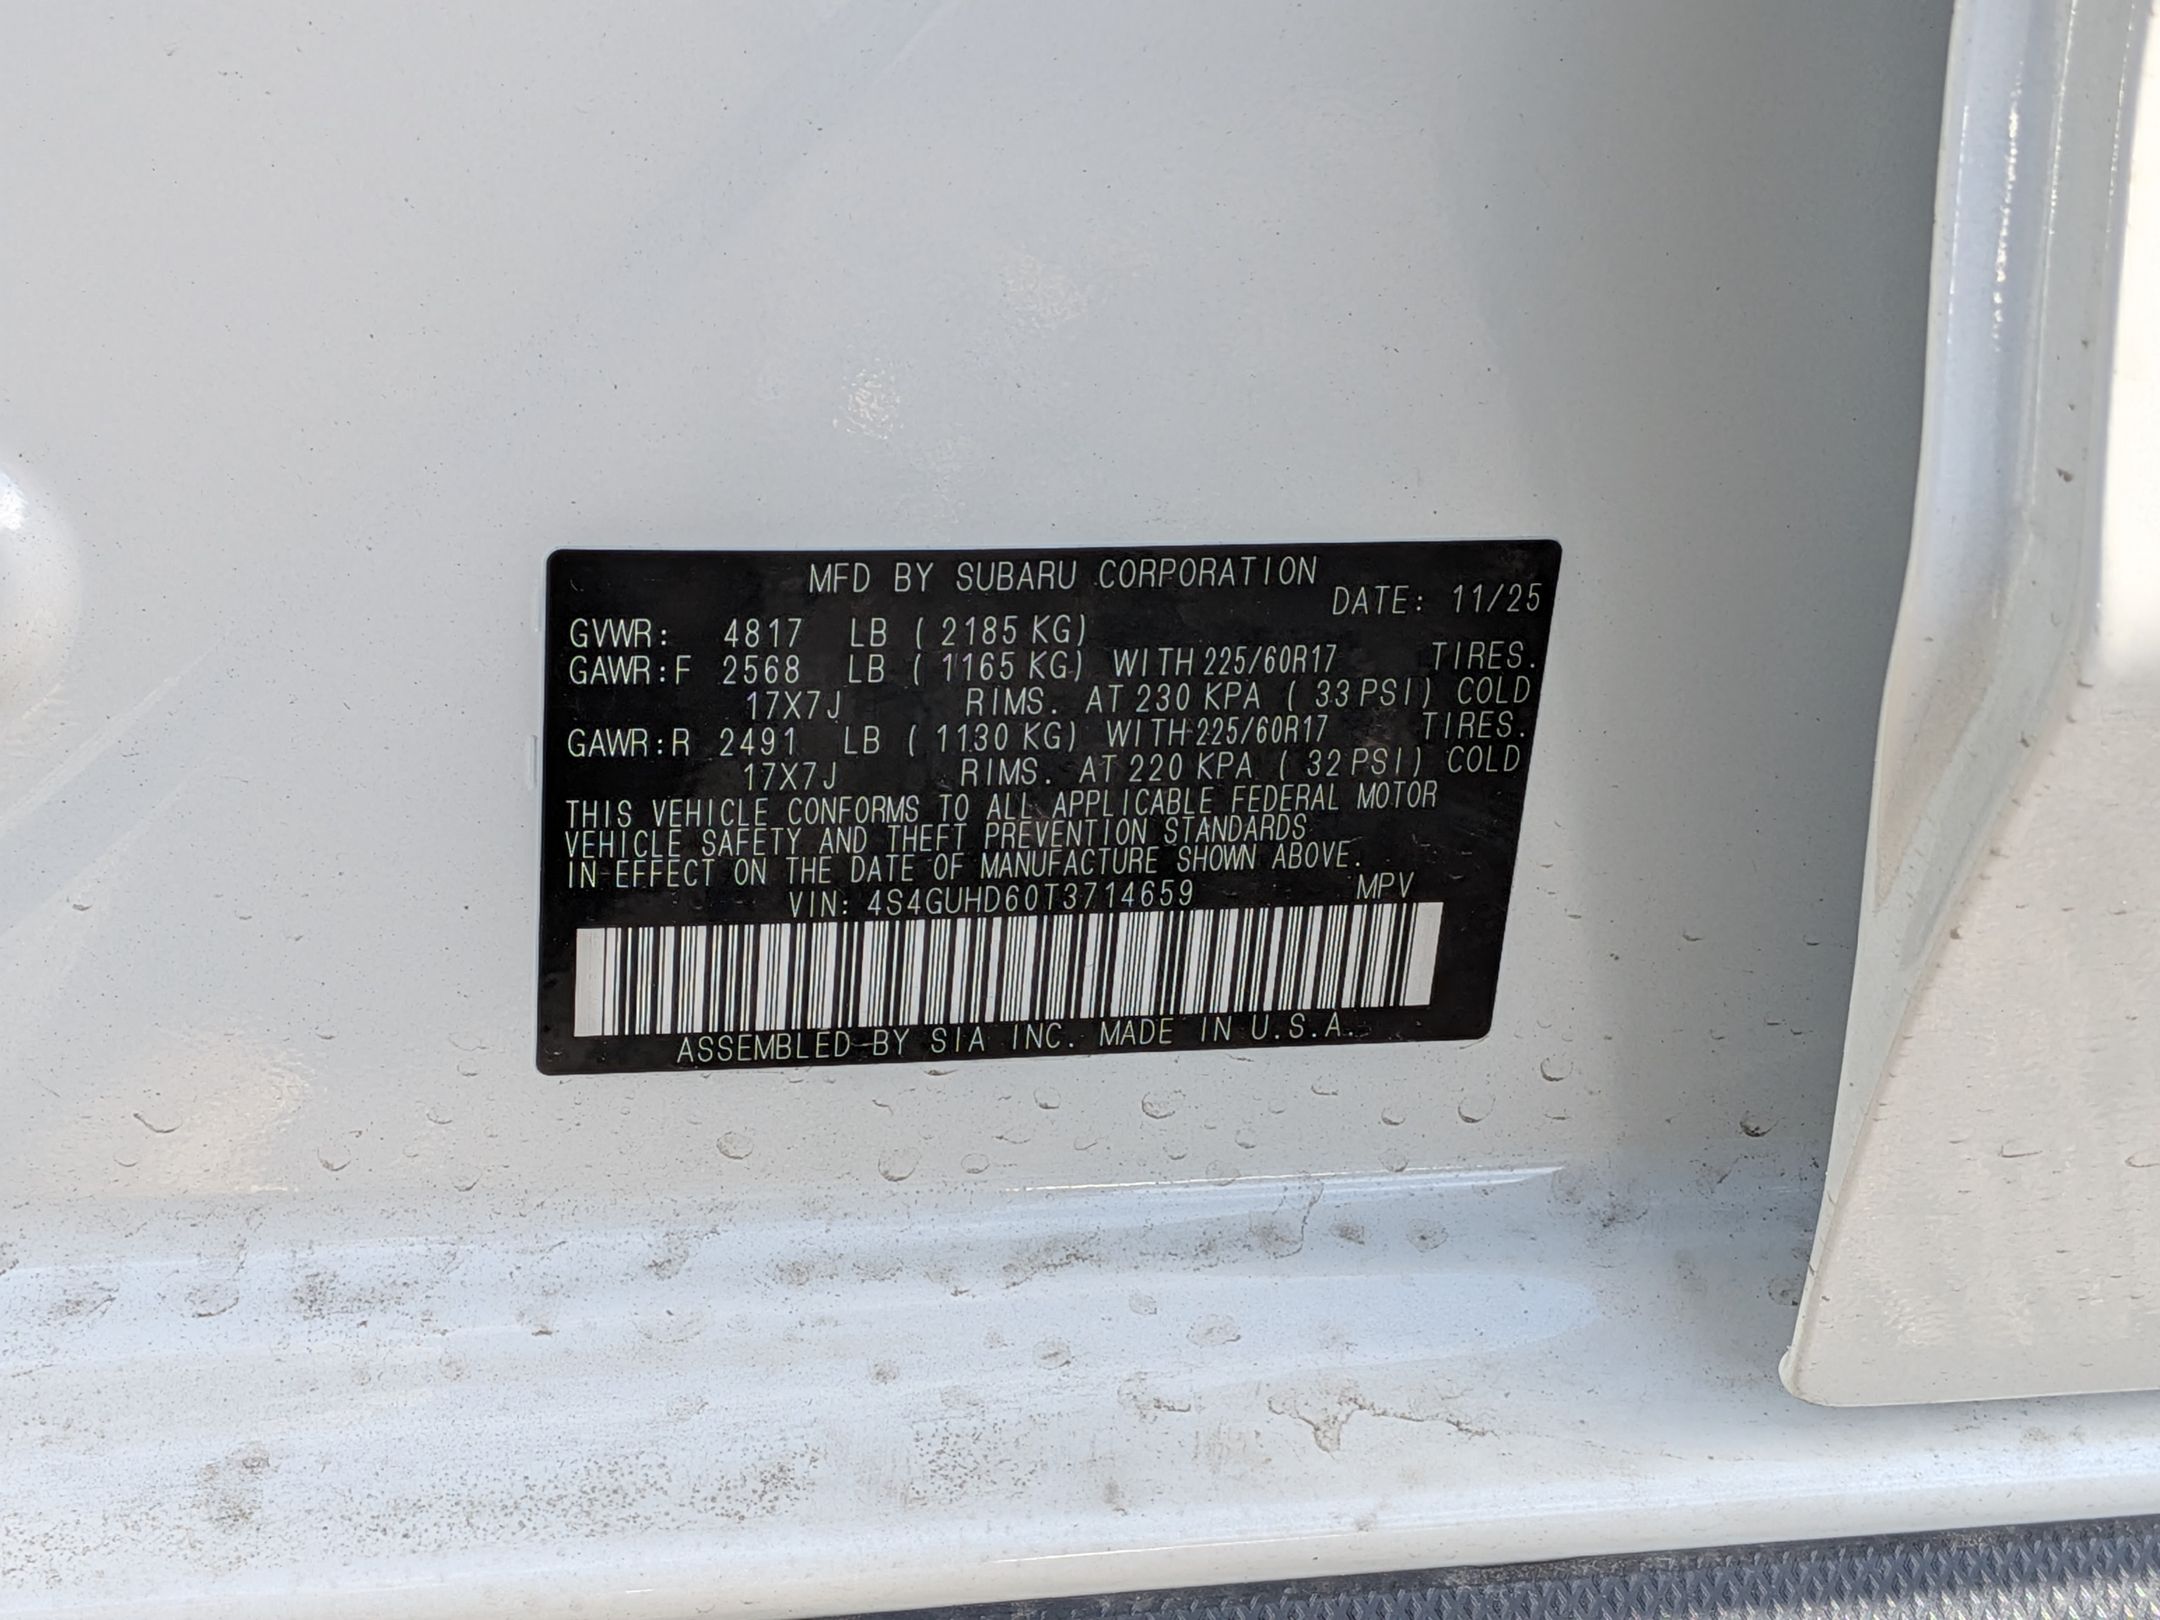 MFD BY SUBARU CORPORATION
DATE: 11/25
GVWR: 4817 LB ( 2185 KG)
GAWR:F 2568 LB ( 1165 KG) WITH 225/60R17 TIRES.
17X7J RIMS. AT 230 KPA ( 33 PSI) COLD
GAWR:R 2491 LB ( 1130 KG) WITH 225/60R17 TIRES.
17X7J RIMS. AT 220 KPA ( 32 PSI) COLD
THIS VEHICLE CONFORMS TO ALL APPLICABLE FEDERAL MOTOR
VEHICLE SAFETY AND THEFT PREVENTION STANDARDS
IN EFFECT ON THE DATE OF MANUFACTURE SHOWN ABOVE.
VIN: 4S4GUHD60T3714659 MPV
ASSEMBLED BY SIA INC. MADE IN U.S.A.